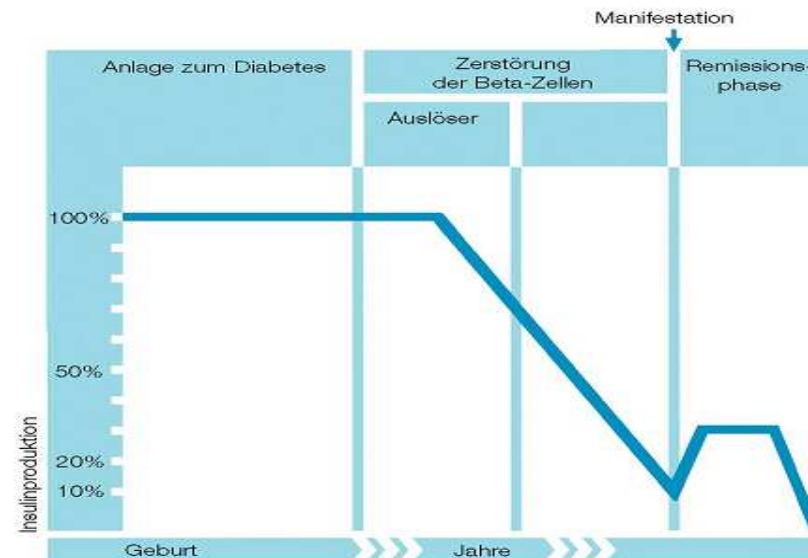 Manifestation
Anlage zum Diabetes
Zerstörung
der Beta-Zellen
Remissions-
phase
Auslöser
100%
50%
20%
10%
Insulinproduktion
Geburt
Jahre